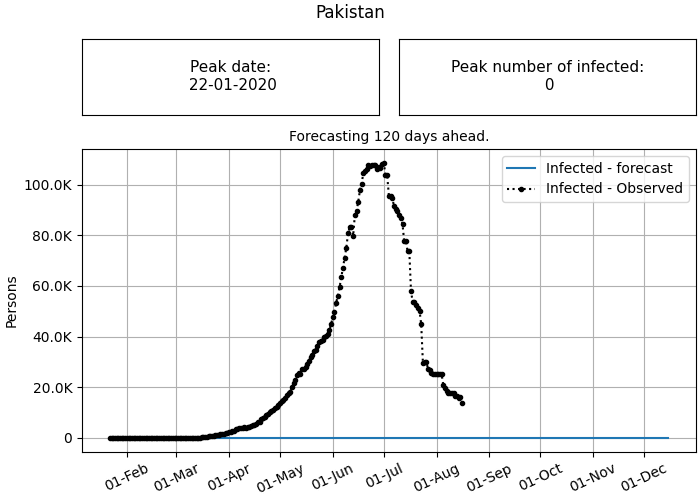 Pakistan
Peak date:
22-01-2020
Peak number of infected:
0
Forecasting 120 days ahead.
Infected - forecast
Infected - Observed
100.0K
80.0K
60.0K
40.0K
20.0K
0
Persons
01-Feb
01-Mar
01-Apr
01-May
01-Jun
01-Jul
01-Aug
01-Sep
01-Oct
01-Nov
01-Dec